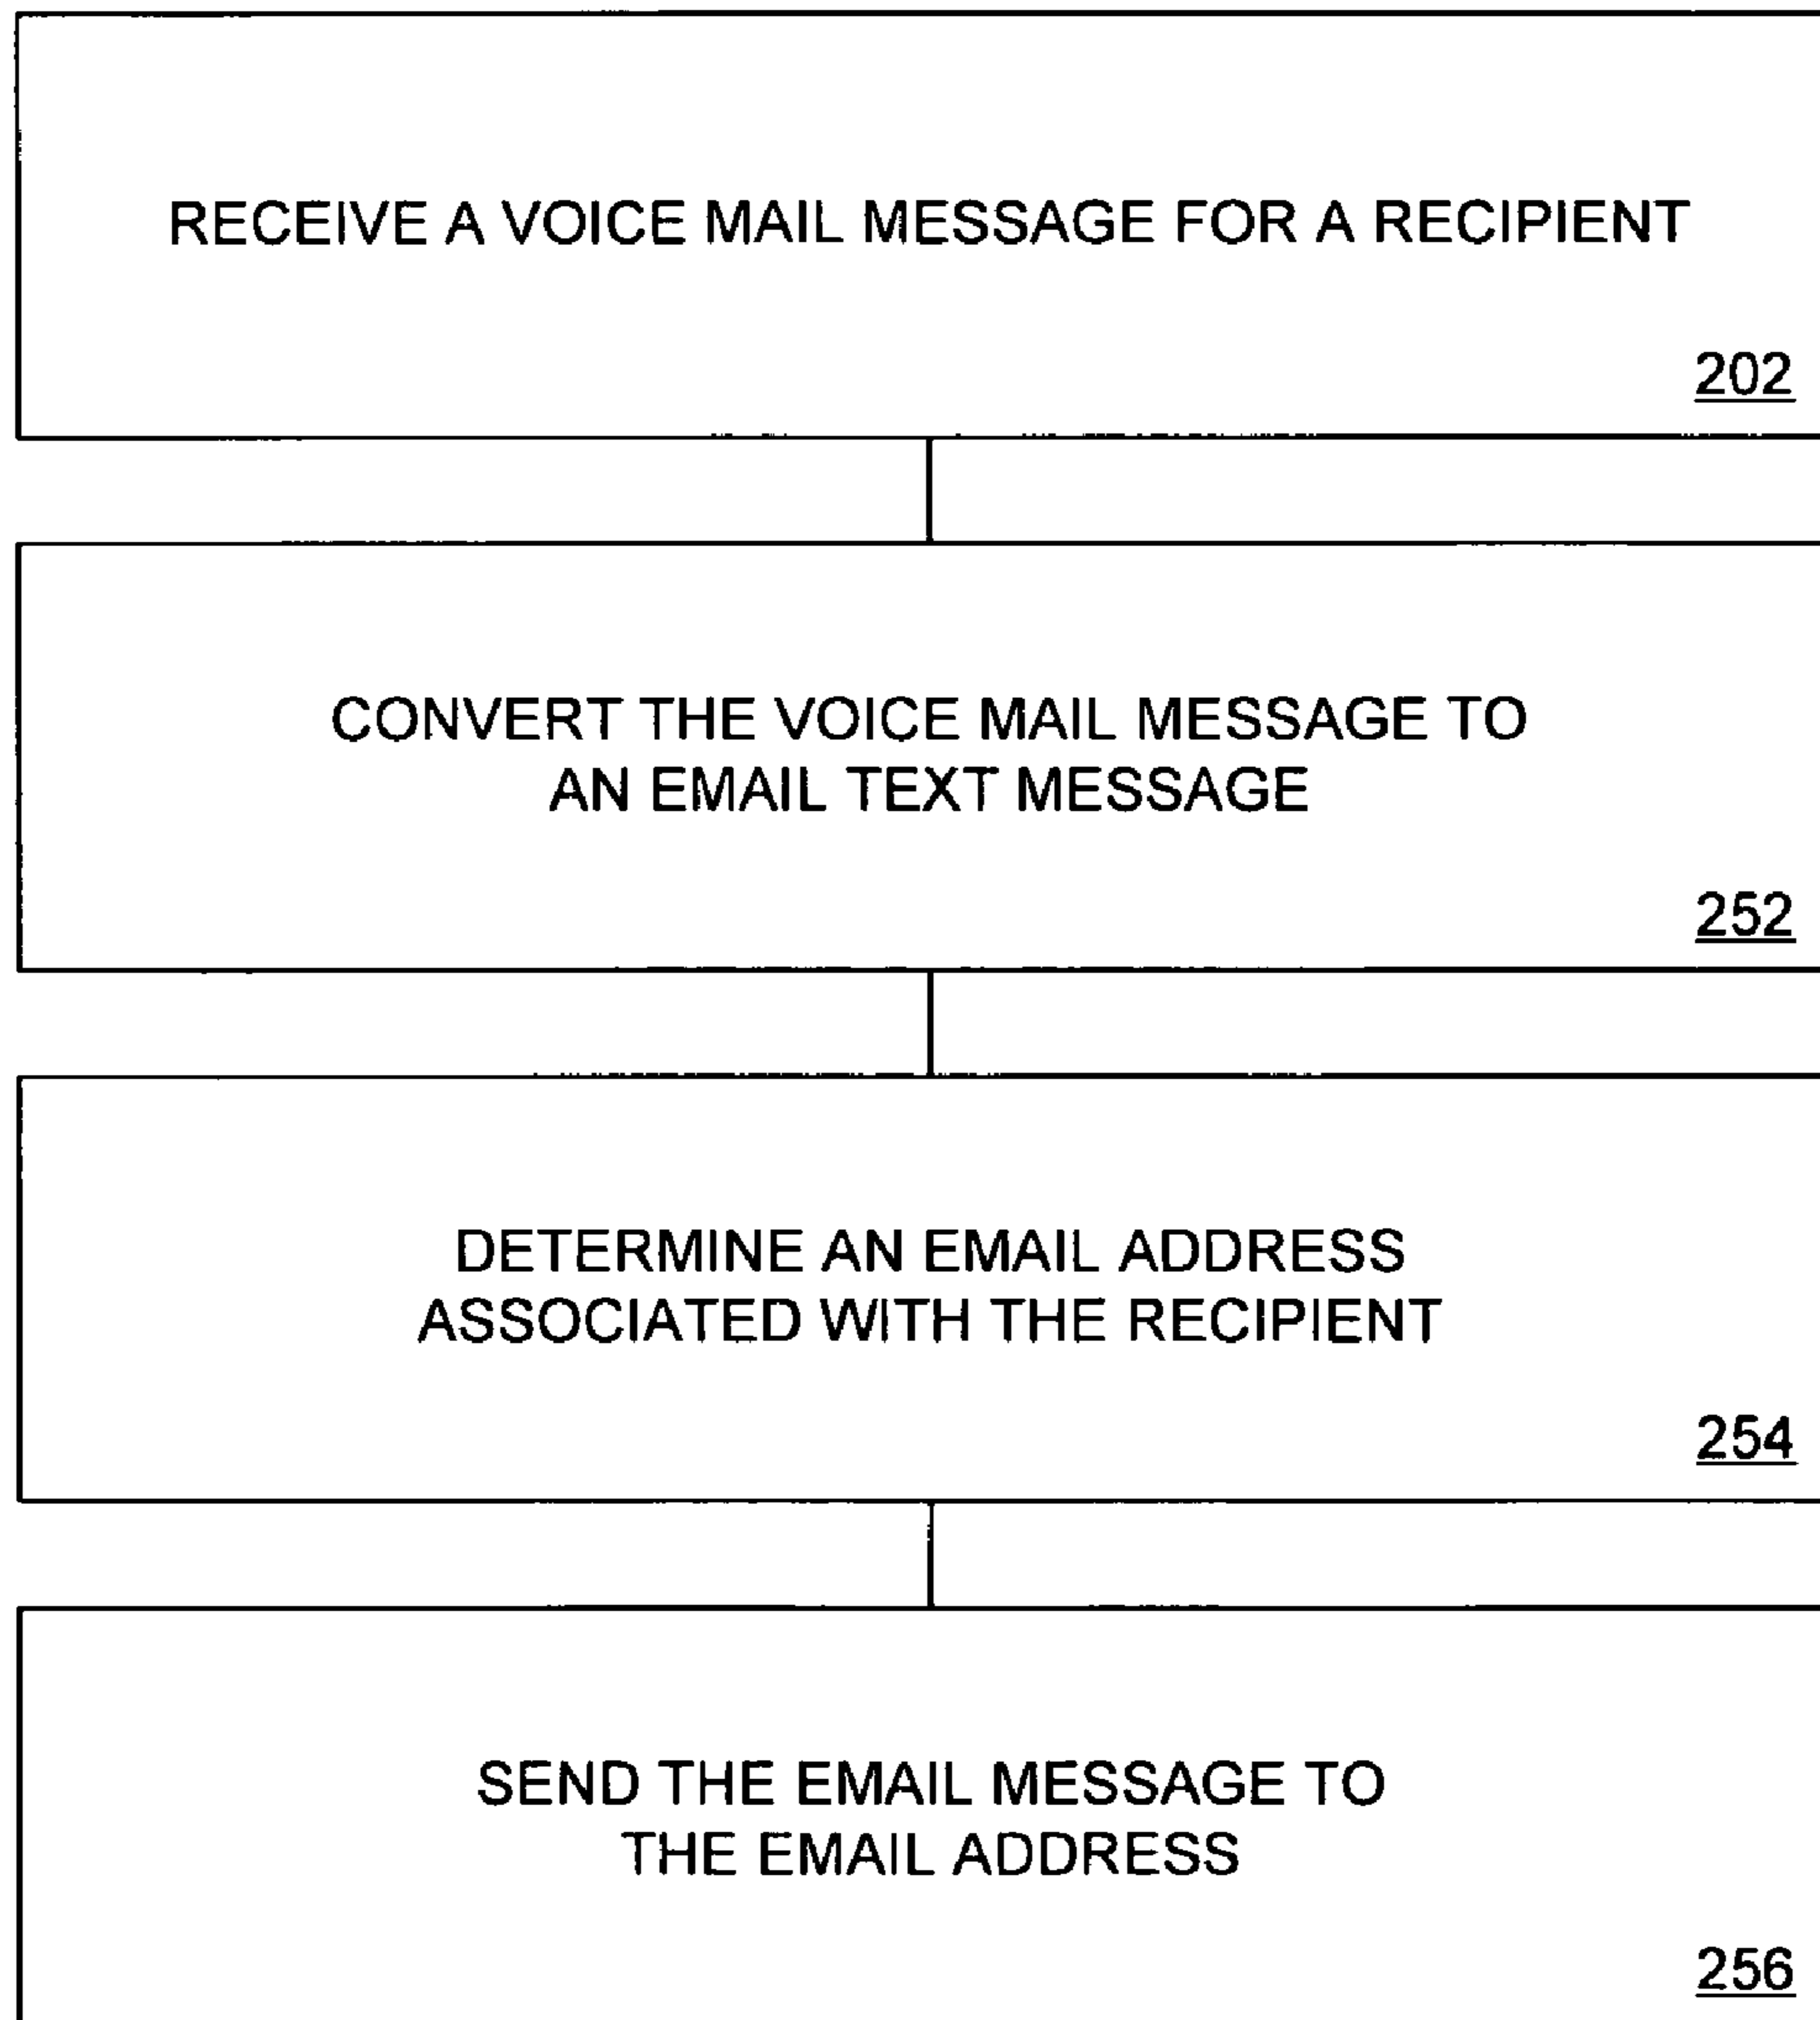 RECEIVE A VOICE MAIL MESSAGE FOR A RECIPIENT
202
CONVERT THE VOICE MAIL MESSAGE TO
AN EMAIL TEXT MESSAGE
252
DETERMINE AN EMAIL ADDRESS
ASSOCIATED WITH THE RECIPIENT
254
SEND THE EMAIL MESSAGE TO
THE EMAIL ADDRESS
256